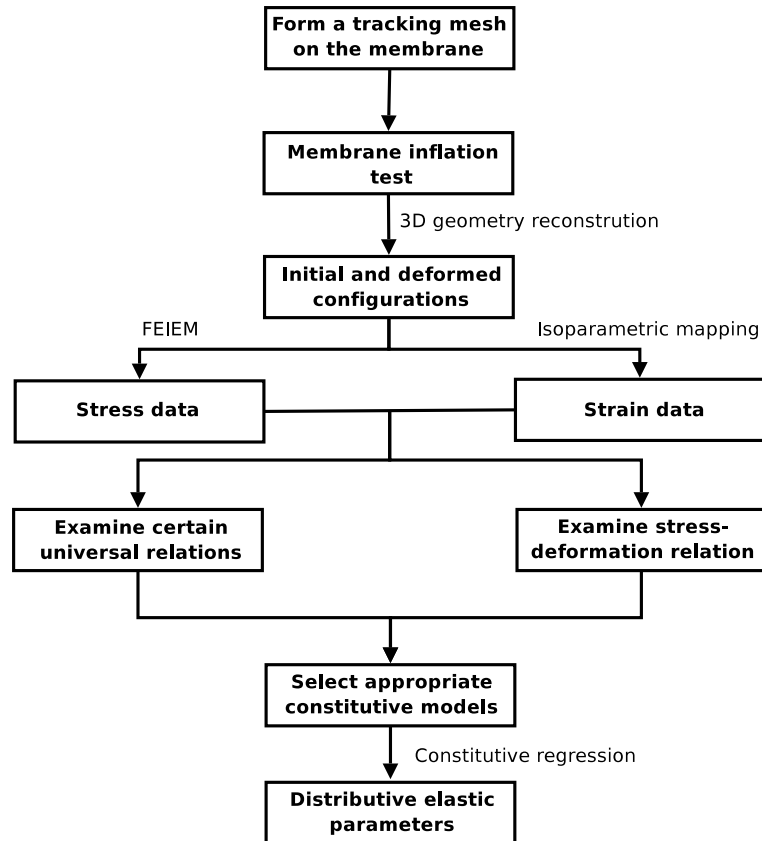 Form a tracking mesh
on the membrane
Membrane inflation
test
3D geometry reconstrution
Initial and deformed
configurations
FEIEM
Isoparametric mapping
Stress data
Strain data
Examine certain
universal relations
Examine stress-
deformation relation
Select appropriate
constitutive models
Constitutive regression
Distributive elastic
parameters